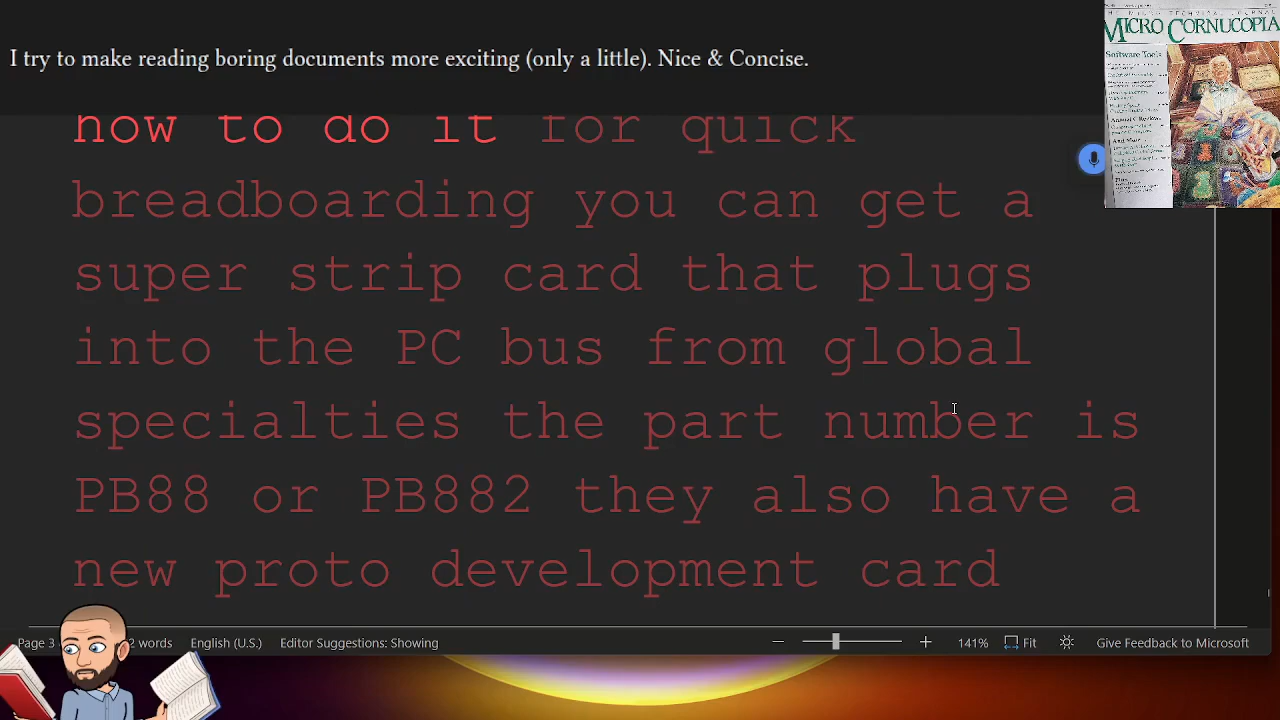 I try to make reading boring documents more exciting (only a little). Nice & Concise.
MICRO CORNUCOPIA
Software Tools
how to do it for quick
breadboarding you can get a
super strip card that plugs
into the PC bus from global
specialties the part number is
PB88 or PB882 they also have a
new proto development card
Page 3
2 words
English (U.S.)
Editor Suggestions: Showing
141%
Fit
Give Feedback to Microsoft